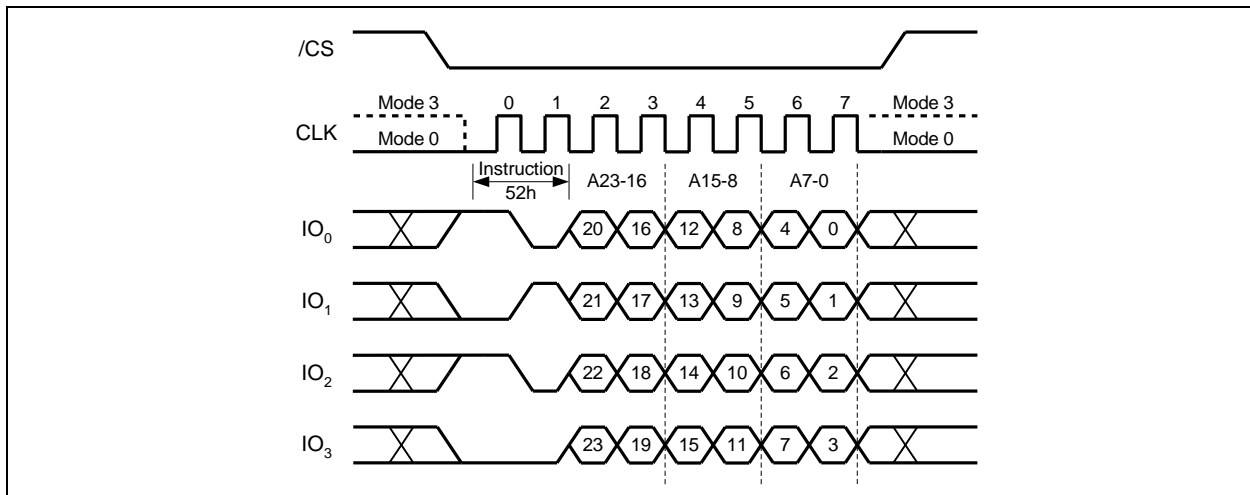 /CS
Mode 3 0 1 2 3 4 5 6 7 Mode 3
CLK
Mode 0 Mode 0
Instruction
52h
A23-16 A15-8 A7-0
IO0 20 16 12 8 4 0
IO1 21 17 13 9 5 1
IO2 22 18 14 10 6 2
IO3 23 19 15 11 7 3